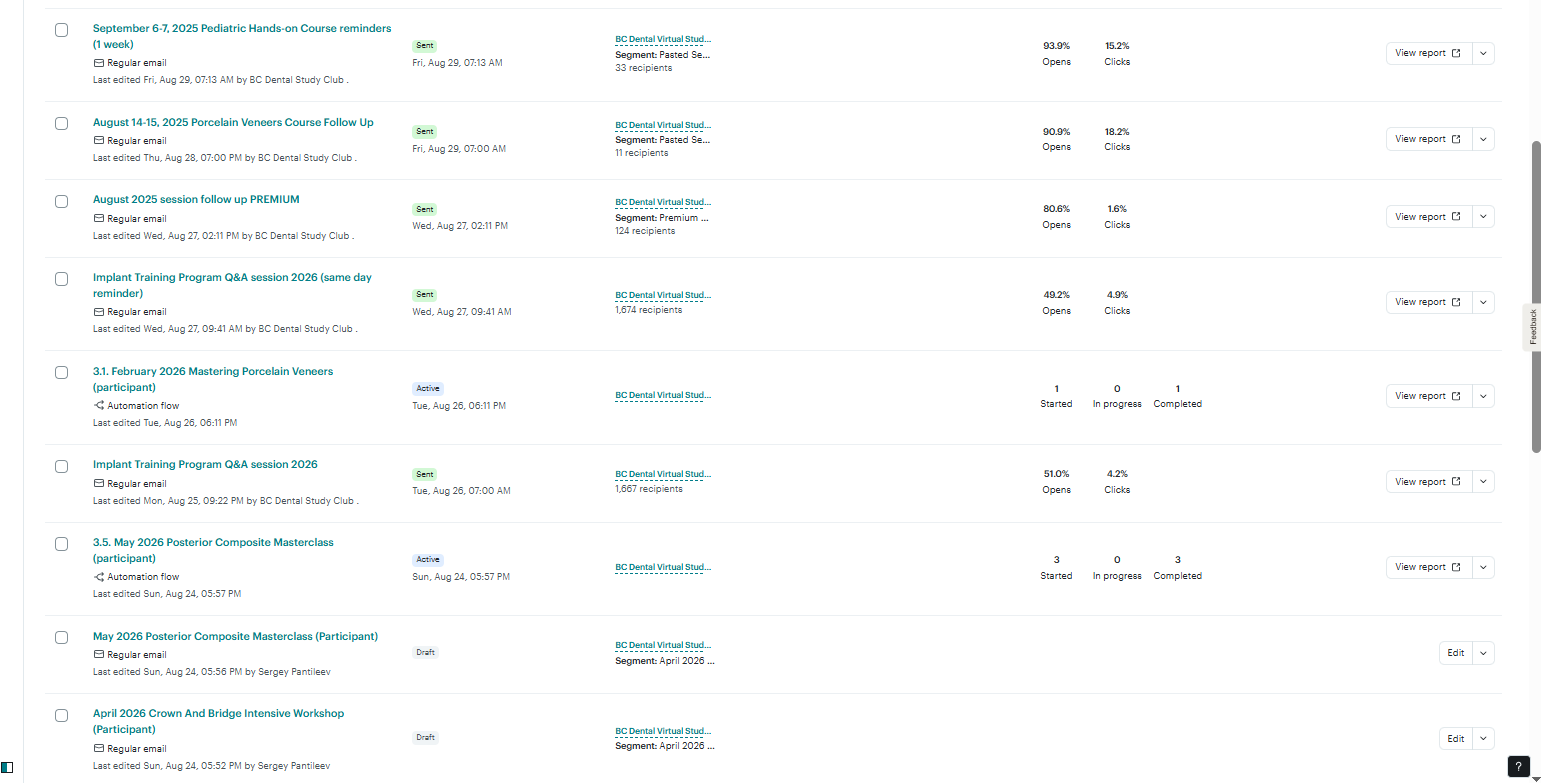 September 6-7, 2025 Pediatric Hands-on Course reminders
(1 week)
Regular email
Last edited Fri, Aug 29, 07:13 AM by BC Dental Study Club .
Sent
Fri, Aug 29, 07:13 AM
BC Dental Virtual Stud...
Segment: Pasted Se...
33 recipients
93.9%
Opens
15.2%
Clicks
View report
August 14-15, 2025 Porcelain Veneers Course Follow Up
Regular email
Last edited Thu, Aug 28, 07:00 PM by BC Dental Study Club .
Sent
Fri, Aug 29, 07:00 AM
BC Dental Virtual Stud...
Segment: Pasted Se...
11 recipients
90.9%
Opens
18.2%
Clicks
View report
August 2025 session follow up PREMIUM
Regular email
Last edited Wed, Aug 27, 02:11 PM by BC Dental Study Club .
Sent
Wed, Aug 27, 02:11 PM
BC Dental Virtual Stud...
Segment: Premium ...
124 recipients
80.6%
Opens
1.6%
Clicks
View report
Implant Training Program Q&A session 2026 (same day
reminder)
Regular email
Last edited Wed, Aug 27, 09:41 AM by BC Dental Study Club .
Sent
Wed, Aug 27, 09:41 AM
BC Dental Virtual Stud...
1,674 recipients
49.2%
Opens
4.9%
Clicks
View report
3.1. February 2026 Mastering Porcelain Veneers
(participant)
Automation flow
Last edited Tue, Aug 26, 06:11 PM
Active
Tue, Aug 26, 06:11 PM
BC Dental Virtual Stud...
1
Started
0
In progress
1
Completed
View report
Implant Training Program Q&A session 2026
Regular email
Last edited Mon, Aug 25, 09:22 PM by BC Dental Study Club .
Sent
Tue, Aug 26, 07:00 AM
BC Dental Virtual Stud...
1,667 recipients
51.0%
Opens
4.2%
Clicks
View report
3.5. May 2026 Posterior Composite Masterclass
(participant)
Automation flow
Last edited Sun, Aug 24, 05:57 PM
Active
Sun, Aug 24, 05:57 PM
BC Dental Virtual Stud...
3
Started
0
In progress
3
Completed
View report
May 2026 Posterior Composite Masterclass (Participant)
Regular email
Last edited Sun, Aug 24, 05:56 PM by Sergey Pantileev
Draft
BC Dental Virtual Stud...
Segment: April 2026 ...
Edit
April 2026 Crown And Bridge Intensive Workshop
(Participant)
Regular email
Last edited Sun, Aug 24, 05:52 PM by Sergey Pantileev
Draft
BC Dental Virtual Stud...
Segment: April 2026 ...
Edit
Feedback
?